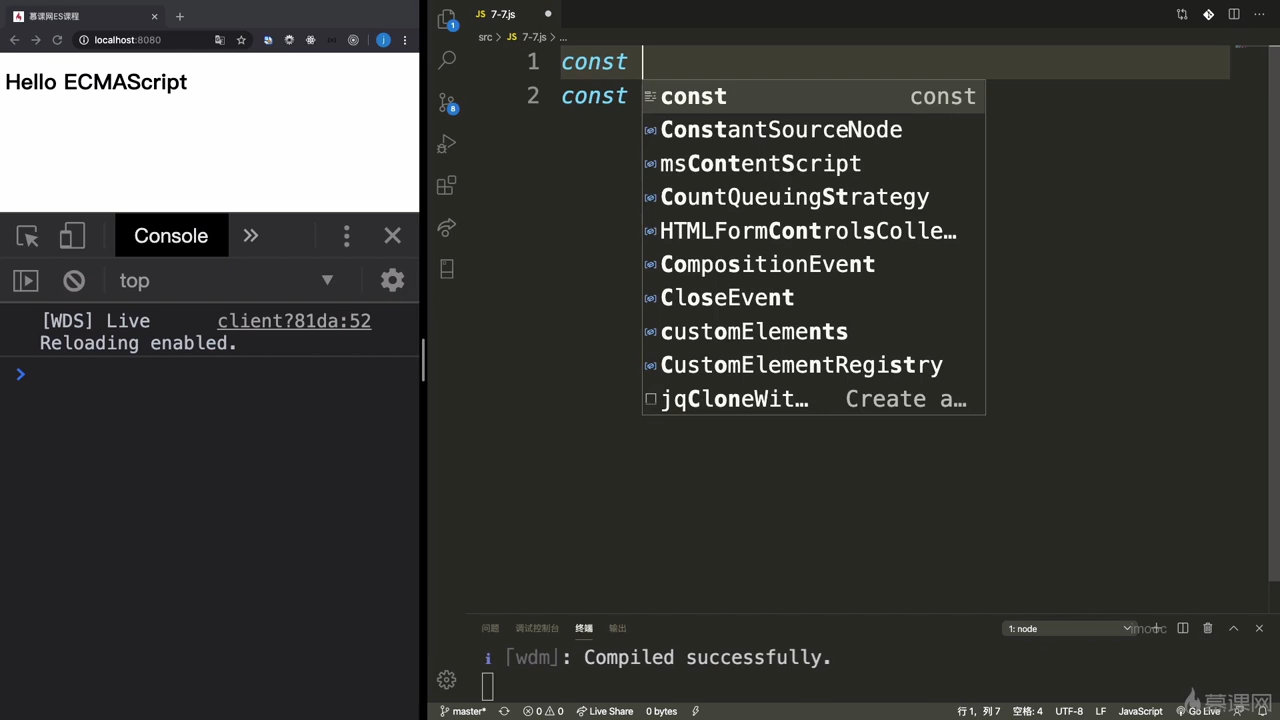 慕课网ES课程
localhost:8080
Hello ECMAScript
Console
top
[WDS] Live client?81da:52
Reloading enabled.
JS 7-7.js
src > JS 7-7.js > ...
1 const
2 const
const const
ConstantSourceNode
msContentScript
CountQueuingStrategy
HTMLFormControlsColle…
CompositionEvent
CloseEvent
customElements
CustomElementRegistry
jqCloneWit… Create a…
1
8
问题 调试控制台 终端 输出
1: node
imooc
i ｢wdm｣: Compiled successfully.
master* 0 0 Live Share 0 bytes 行 1, 列 7 空格: 4 UTF-8 LF JavaScript Go Live
慕课网